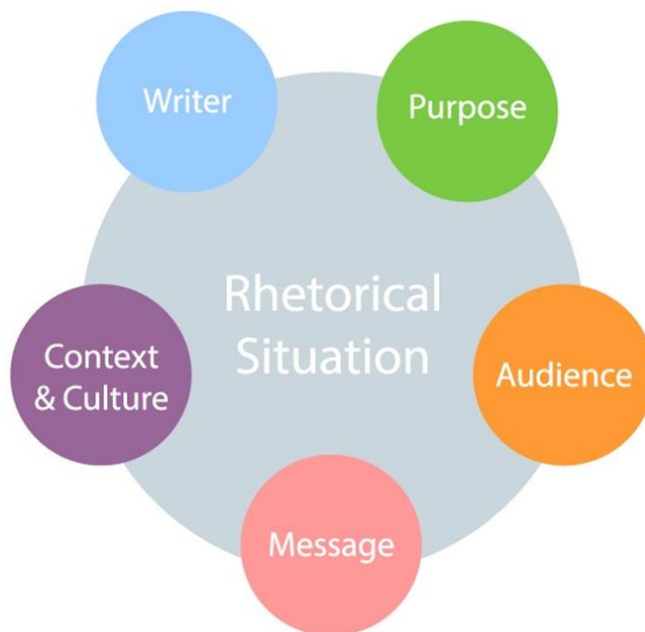 Writer
Purpose
Rhetorical
Situation
Context
& Culture
Audience
Message